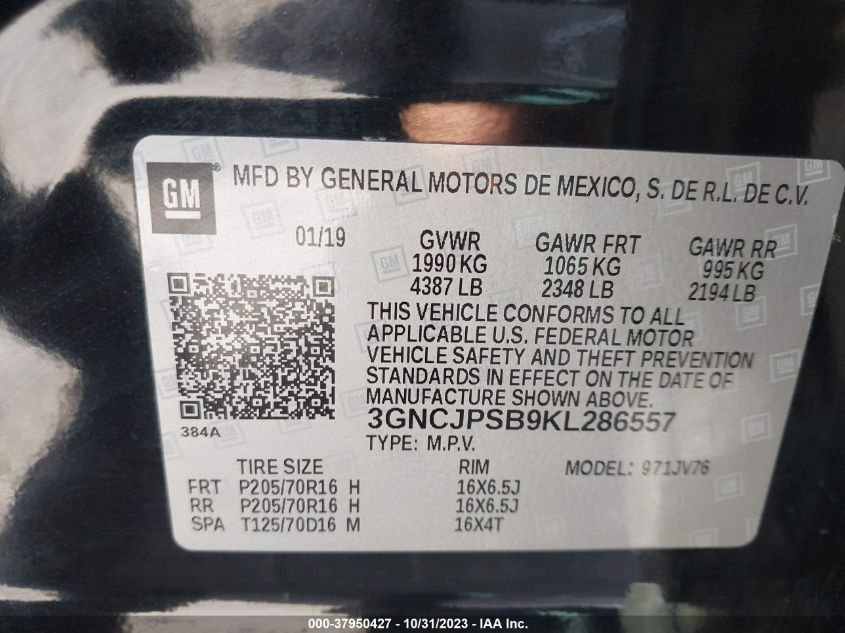 GM ® MFD BY GENERAL MOTORS DE MEXICO, S. DE R.L. DE C.V.
01/19 GVWR GAWR FRT GAWR RR
1990 KG 1065 KG 995 KG
4387 LB 2348 LB 2194 LB
THIS VEHICLE CONFORMS TO ALL
APPLICABLE U.S. FEDERAL MOTOR
VEHICLE SAFETY AND THEFT PREVENTION
STANDARDS IN EFFECT ON THE DATE OF
MANUFACTURE SHOWN ABOVE.
384A 3GNCJPSB9KL286557
TYPE: M.P.V.
TIRE SIZE RIM MODEL: 971JV76
FRT P205/70R16 H 16X6.5J
RR P205/70R16 H 16X6.5J
SPA T125/70D16 M 16X4T
000-37950427 - 10/31/2023 - IAA Inc.